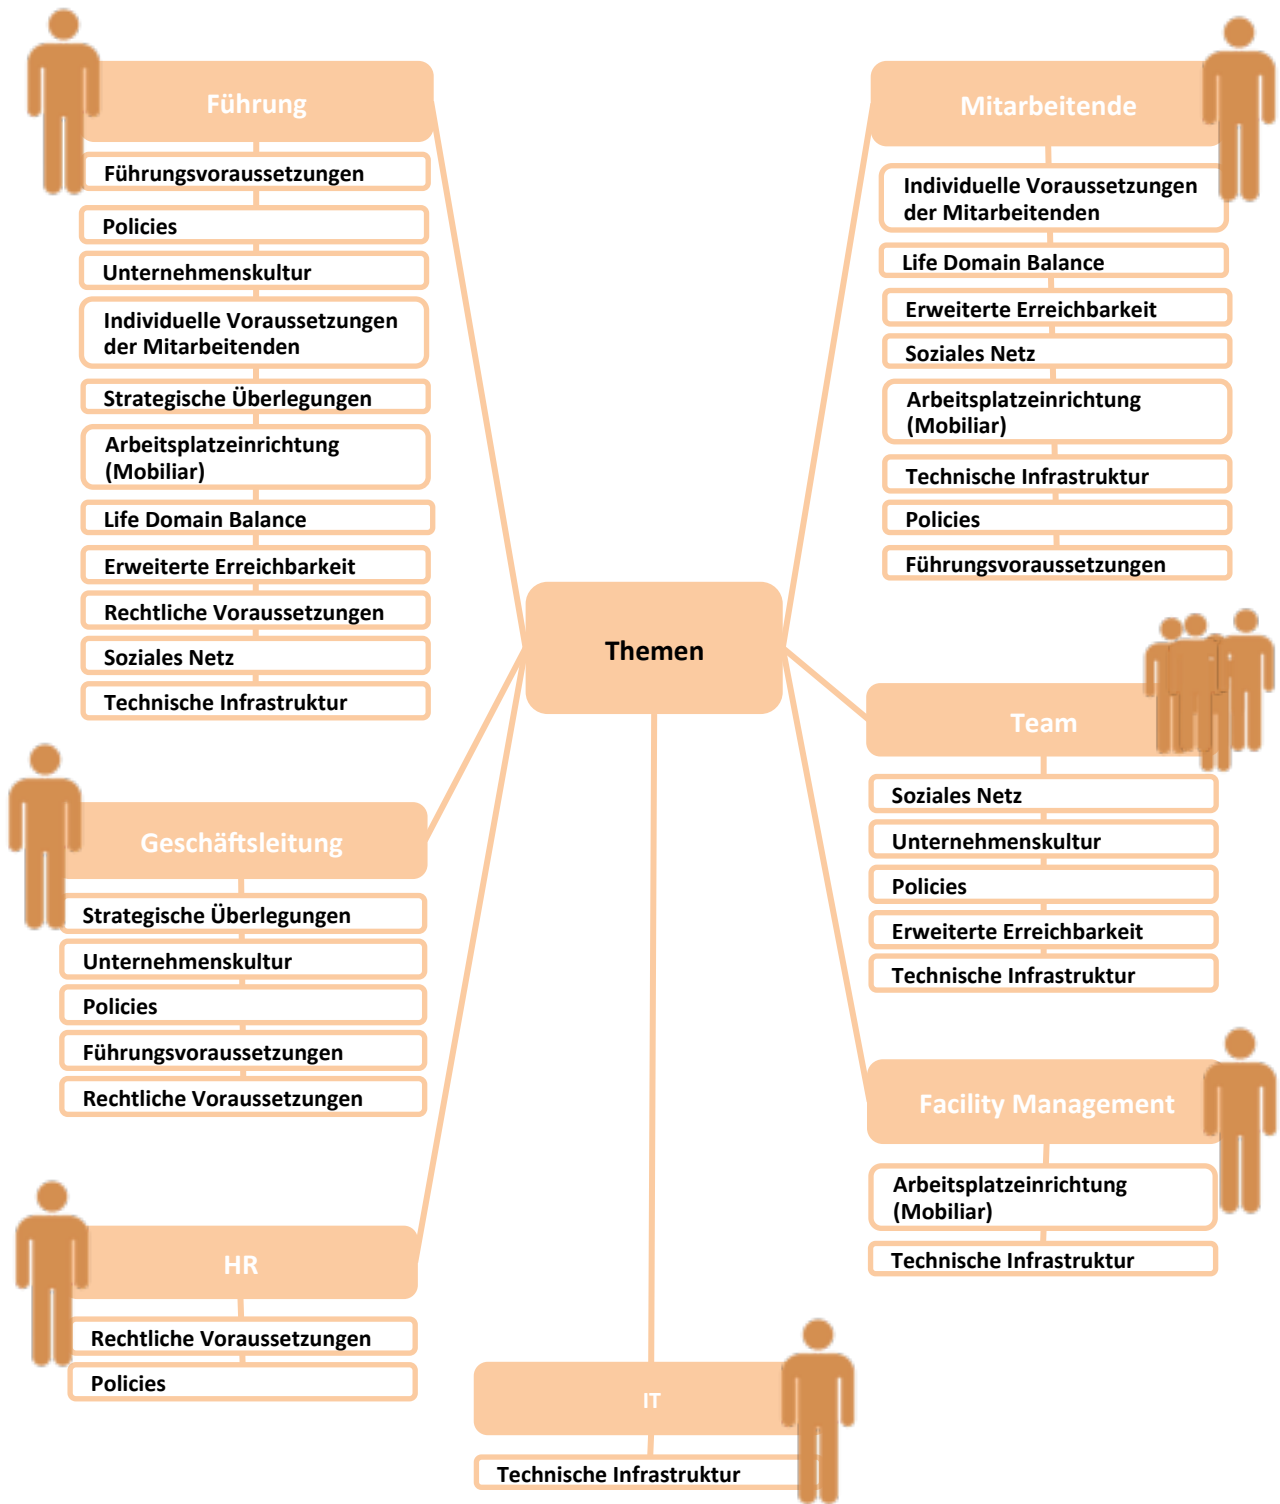 Führung
Führungsvoraussetzungen
Policies
Unternehmenskultur
Individuelle Voraussetzungen
der Mitarbeitenden
Strategische Überlegungen
Arbeitsplatzeinrichtung
(Mobiliar)
Life Domain Balance
Erweiterte Erreichbarkeit
Rechtliche Voraussetzungen
Soziales Netz
Technische Infrastruktur
Geschäftsleitung
Strategische Überlegungen
Unternehmenskultur
Policies
Führungsvoraussetzungen
Rechtliche Voraussetzungen
HR
Rechtliche Voraussetzungen
Policies
Themen
IT
Technische Infrastruktur
Mitarbeitende
Individuelle Voraussetzungen
der Mitarbeitenden
Life Domain Balance
Erweiterte Erreichbarkeit
Soziales Netz
Arbeitsplatzeinrichtung
(Mobiliar)
Technische Infrastruktur
Policies
Führungsvoraussetzungen
Team
Soziales Netz
Unternehmenskultur
Policies
Erweiterte Erreichbarkeit
Technische Infrastruktur
Facility Management
Arbeitsplatzeinrichtung
(Mobiliar)
Technische Infrastruktur